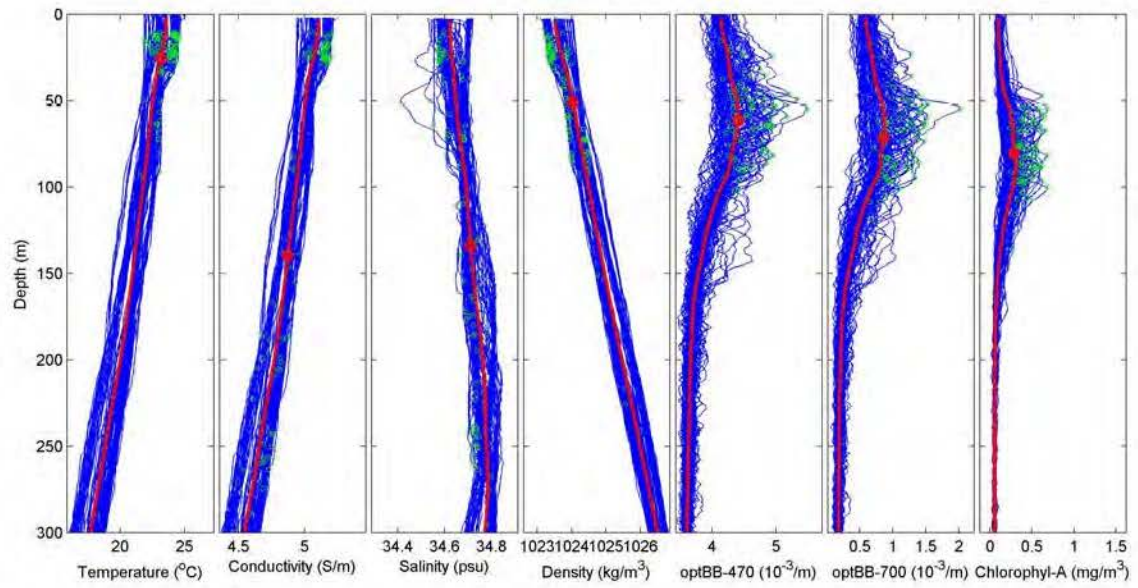 0
50
100
150
200
250
300
Depth (m)
20 25
4.5 5
34.4 34.6 34.8
1023 1024 1025 1026
4 5
0.5 1 1.5 2
0 0.5 1 1.5
Temperature (°C)
Conductivity (S/m)
Salinity (psu)
Density (kg/m³)
optBB-470 (10⁻³/m)
optBB-700 (10⁻³/m)
Chlorophyl-A (mg/m³)